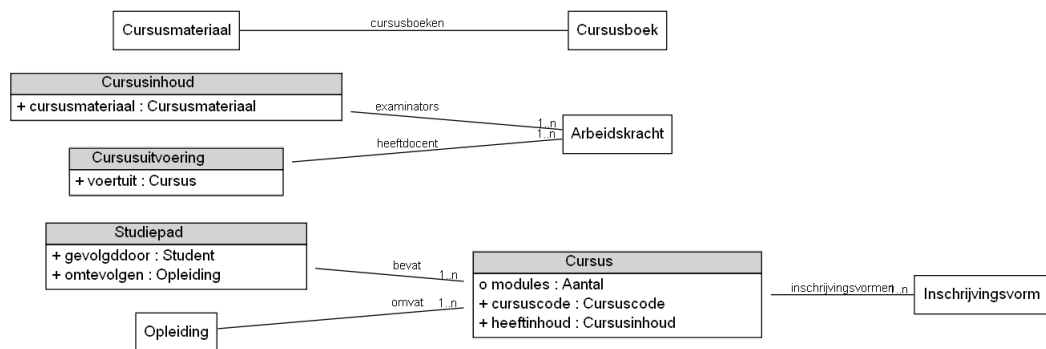 Cursusmateriaal
cursusboeken
Cursusboek
Cursusinhoud
+ cursusmateriaal : Cursusmateriaal
examinators
1..n
1..n
Arbeidskracht
heeftdocent
Cursusuitvoering
+ voertuit : Cursus
Studiepad
+ gevolgddoor : Student
+ omtevolgen : Opleiding
bevat
1..n
Cursus
o modules : Aantal
+ cursuscode : Cursuscode
+ heeftinhoud : Cursusinhoud
inschrijvingsvormen
1..n
Inschrijvingsvorm
omvat
1..n
Opleiding